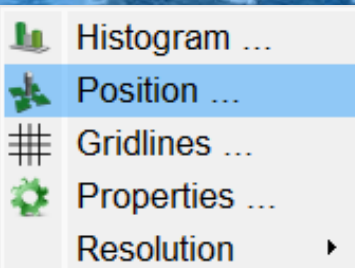 Histogram ...
Position ...
Gridlines ...
Properties ...
Resolution